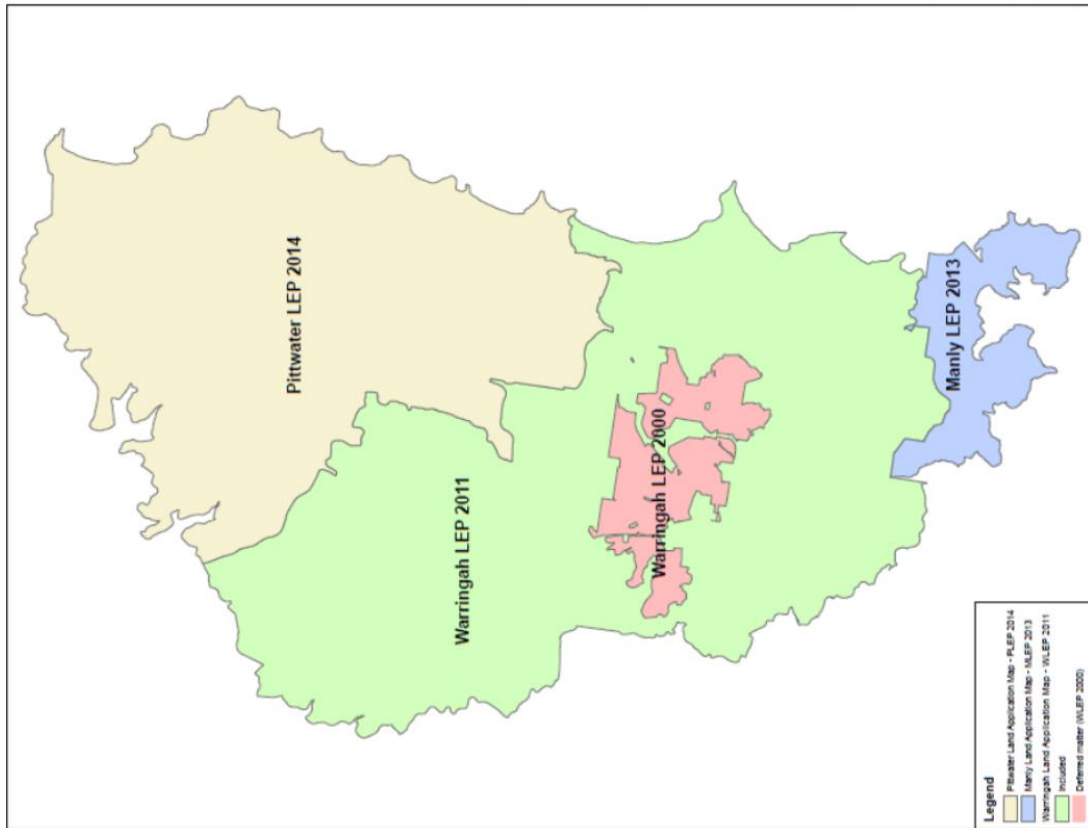 Pittwater LEP 2014
Warringah LEP 2011
Warringah LEP 2000
Manly LEP 2013
Legend
Pittwater Land Application Map - PLEP 2014
Manly Land Application Map - MLEP 2013
Warringah Land Application Map - WLEP 2011
Included
Deferred matter (WLEP 2000)